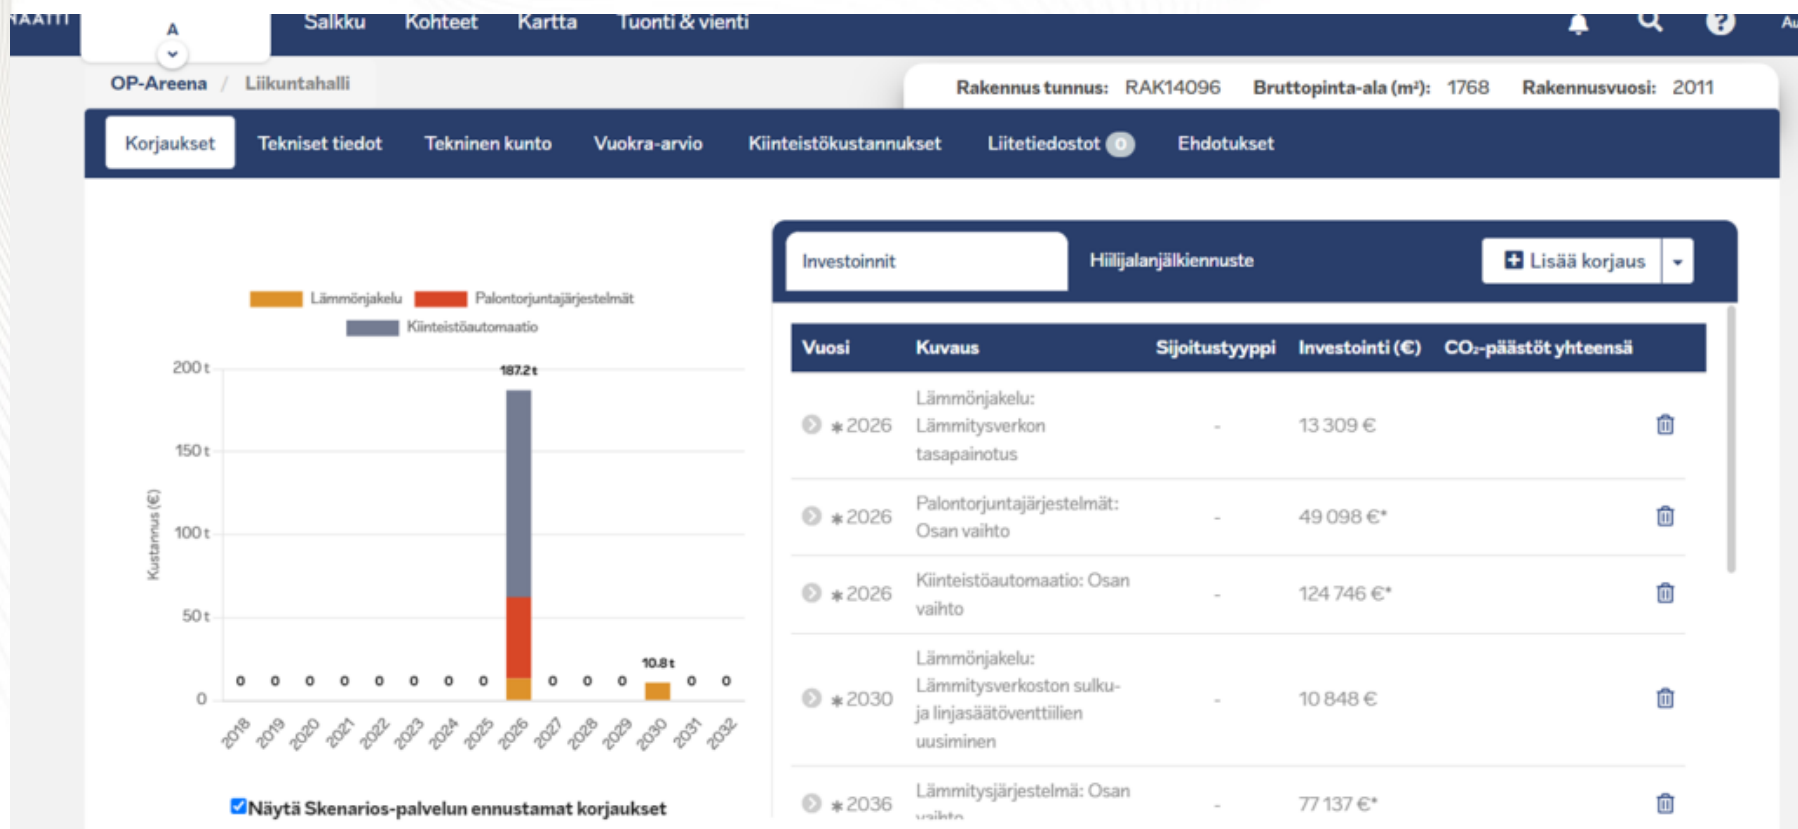 A
Salkku Kohteet Kartta Tuonti & vienti
OP-Areena / Liikuntahalli
Rakennus tunnus: RAK14096 Bruttopinta-ala (m²): 1768 Rakennusvuosi: 2011
Korjaukset Tekniset tiedot Tekninen kunto Vuokra-arvio Kiinteistökustannukset Liitetiedostot 0 Ehdotukset
Lämmönjakelu Palontorjuntajärjestelmät
Kiinteistöautomaatio
Kustannus (€)
200 t
150 t
100 t
50 t
0
187.2 t
10.8 t
0 0 0 0 0 0 0 0 0 0 0 0 0
2018 2019 2020 2021 2022 2023 2024 2025 2026 2027 2028 2029 2030 2031 2032
Näytä Skenarios-palvelun ennustamat korjaukset
Investoinnit Hiilijalanjälkiennuste Lisää korjaus
Vuosi Kuvaus Sijoitustyyppi Investointi (€) CO₂-päästöt yhteensä
Lämmönjakelu:
* 2026 Lämmitysverkon - 13 309 €
tasapainotus
Palontorjuntajärjestelmät:
* 2026 - 49 098 €*
Osan vaihto
Kiinteistöautomaatio: Osan
* 2026 - 124 746 €*
vaihto
Lämmönjakelu:
Lämmitysverkoston sulku-
* 2030 - 10 848 €
ja linjasäätöventtiilien
uusiminen
Lämmitysjärjestelmä: Osan
* 2036 - 77 137 €*
vaihto